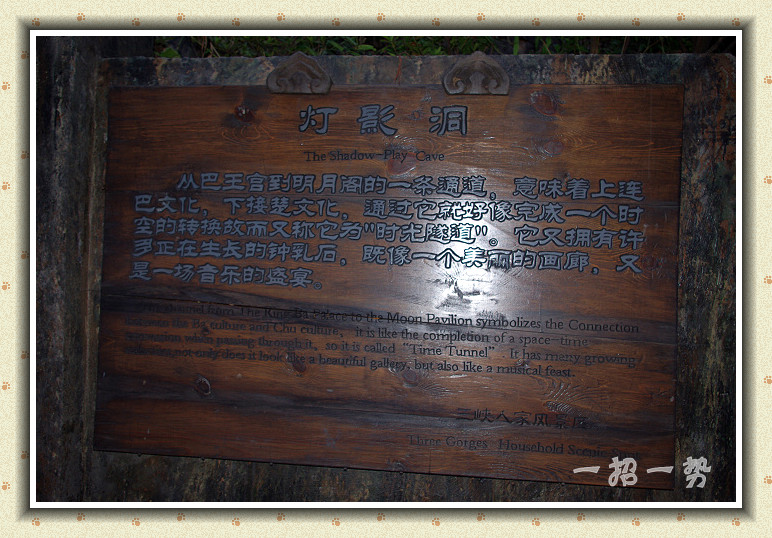 灯影洞
The Shadow-Play Cave
从巴王宫到明月阁的一条通道，意味着上连
巴文化，下接楚文化，通过它就好像完成一个时
空的转换故而又称它为"时光隧道"。它又拥有许
多正在生长的钟乳石，既像一个美丽的画廊，又
是一场音乐的盛宴。
from The King Ba Palace to the Moon Pavilion symbolizes the Connection
the Ba culture and Chu culture, it is like the completion of a space-time
while passing through it, so it is called "Time Tunnel". It has many growing
not only does it look like a beautiful gallery, but also like a musical feast.
三峡人家风景区
Three Gorges Household Scenic
一招一势